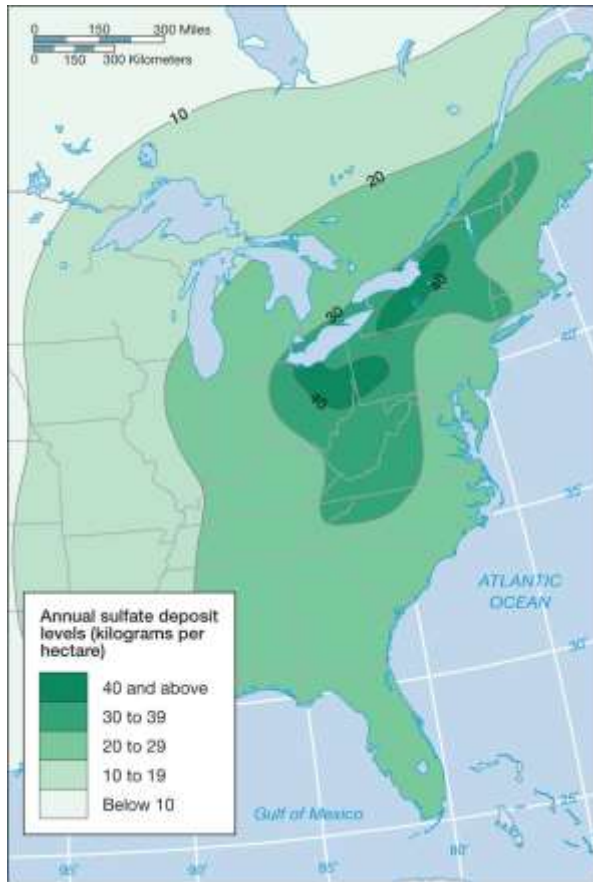 0 150 300 Miles
0 150 300 Kilometers
10
20
30
40
40
40°
35°
30°
25°
ATLANTIC
OCEAN
Annual sulfate deposit
levels (kilograms per
hectare)
40 and above
30 to 39
20 to 29
10 to 19
Below 10
Gulf of Mexico
95°
90°
85°
80°